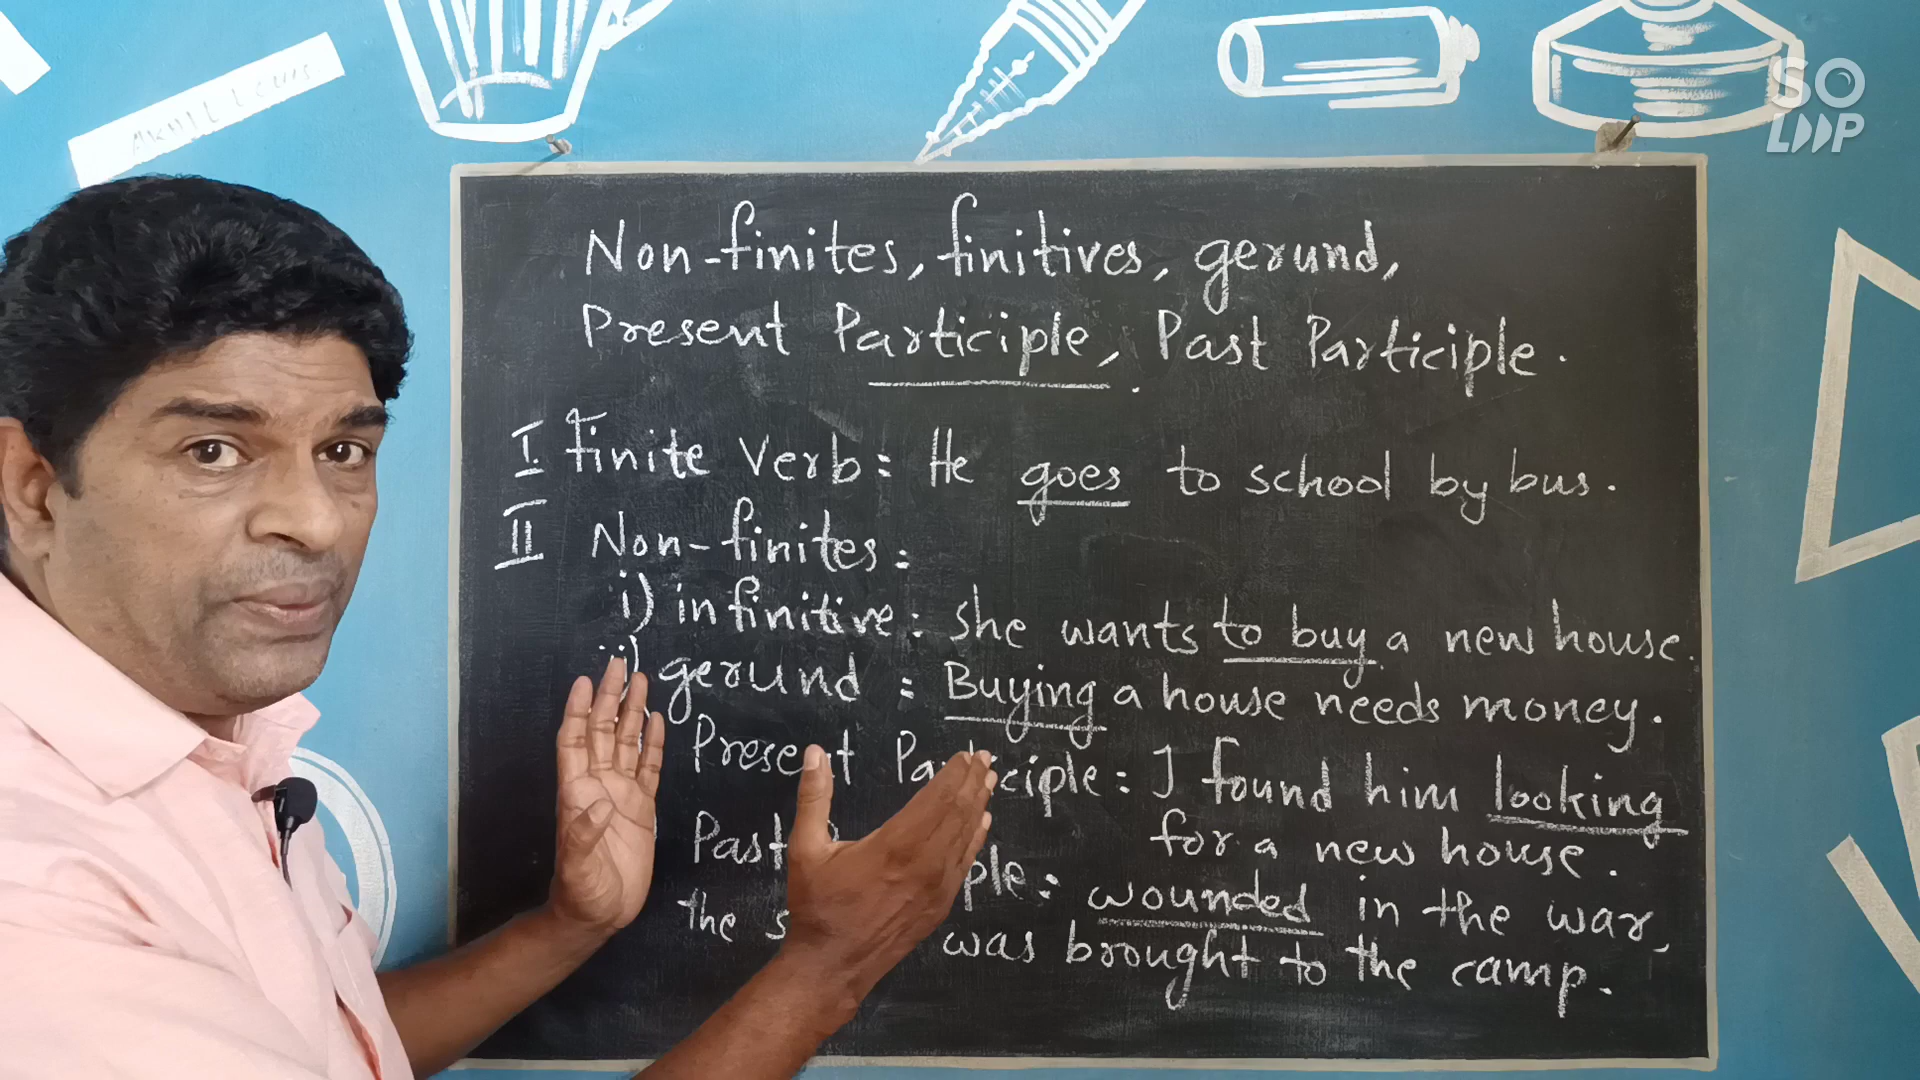 SO
LOOP
Non-finites, finitives, gerund,
Present Participle, Past Participle.
I Finite Verb: He goes to school by bus.
II Non-finites:
i) infinitive: She wants to buy a new house.
ii) gerund: Buying a house needs money.
Present Participle: I found him looking
for a new house.
Past ple: wounded in the war,
the was brought to the camp.